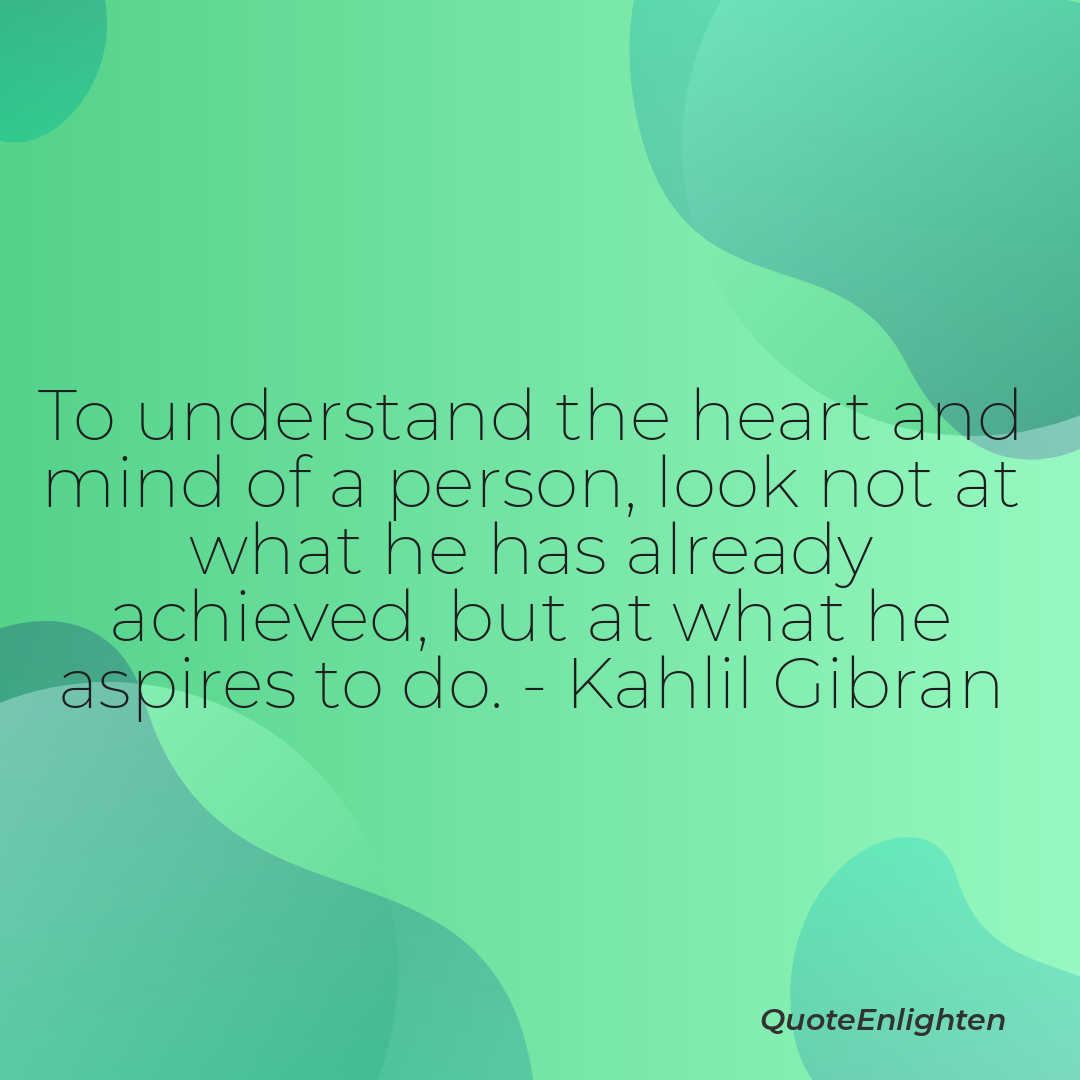 To understand the heart and
mind of a person, look not at
what he has already
achieved, but at what he
aspires to do. - Kahlil Gibran
QuoteEnlighten